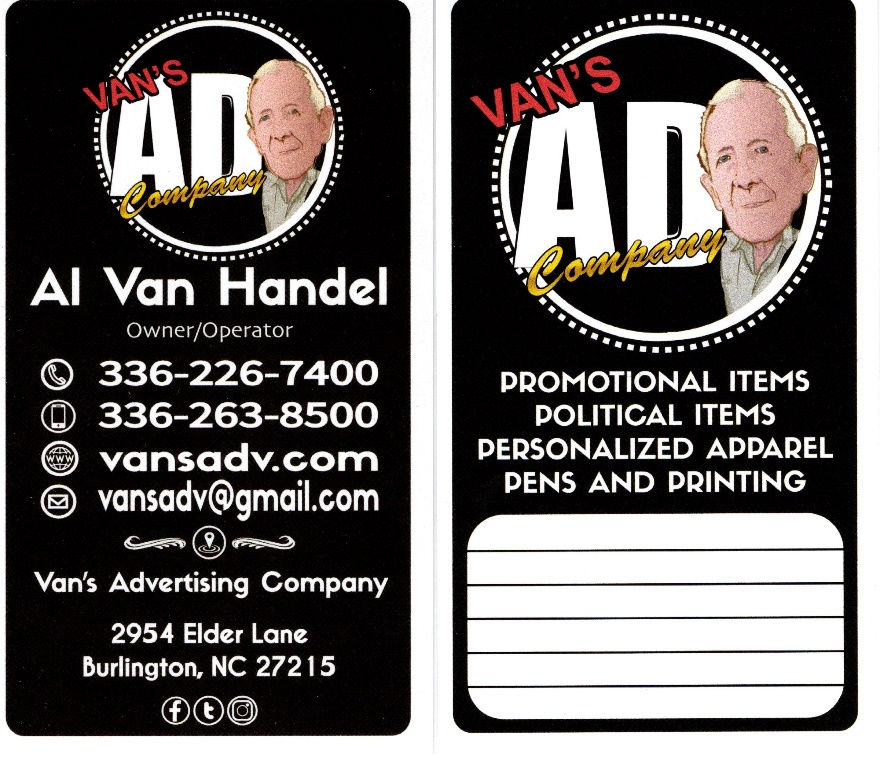 VAN'S
AD
Company
Al Van Handel
Owner/Operator
336-226-7400
336-263-8500
WWW
vansadv.com
vansadv@gmail.com
Van's Advertising Company
2954 Elder Lane
Burlington, NC 27215
VAN'S
AD
Company
PROMOTIONAL ITEMS
POLITICAL ITEMS
PERSONALIZED APPAREL
PENS AND PRINTING